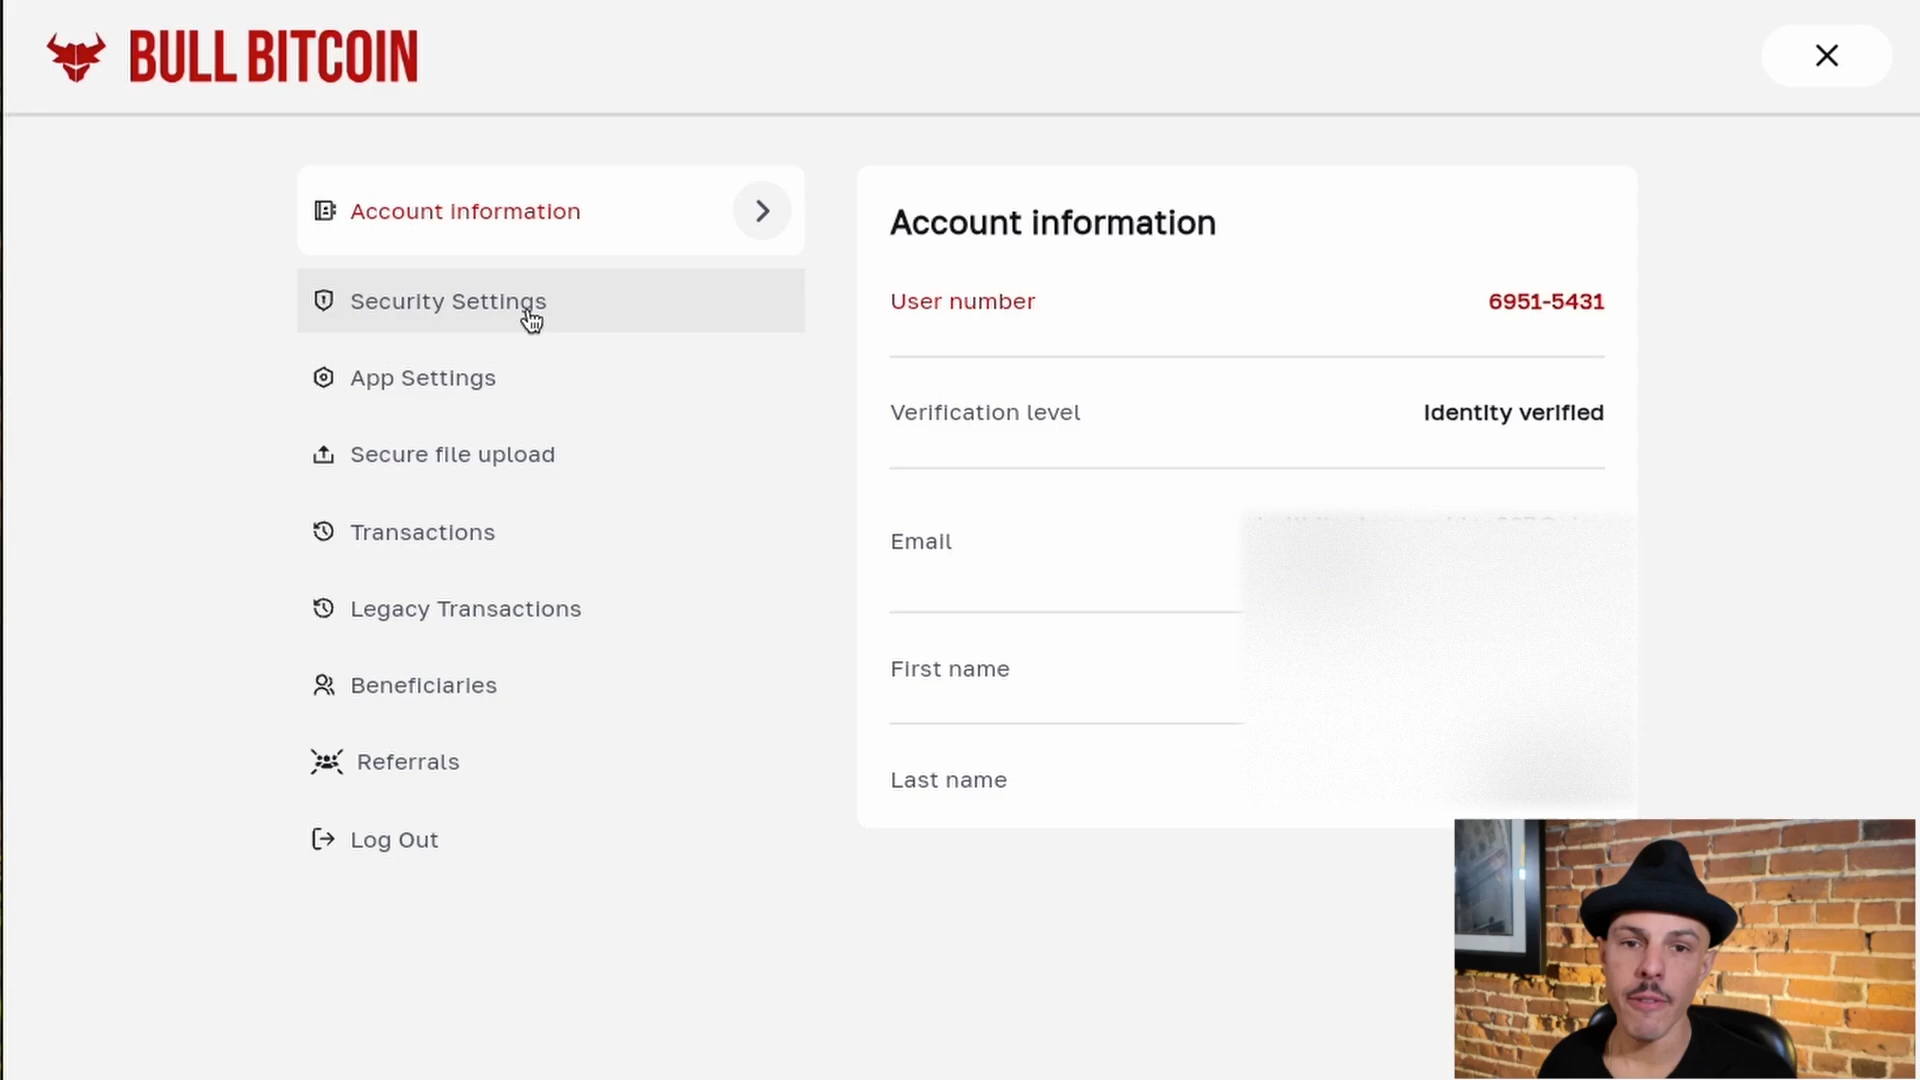 BULL BITCOIN
Account information
Security Settings
App Settings
Secure file upload
Transactions
Legacy Transactions
Beneficiaries
Referrals
Log Out
Account information
User number 6951-5431
Verification level Identity verified
Email
First name
Last name